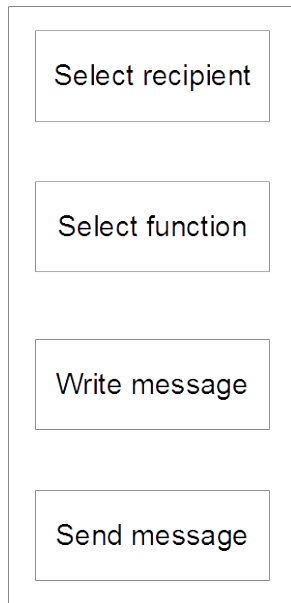 Select recipient
Select function
Write message
Send message